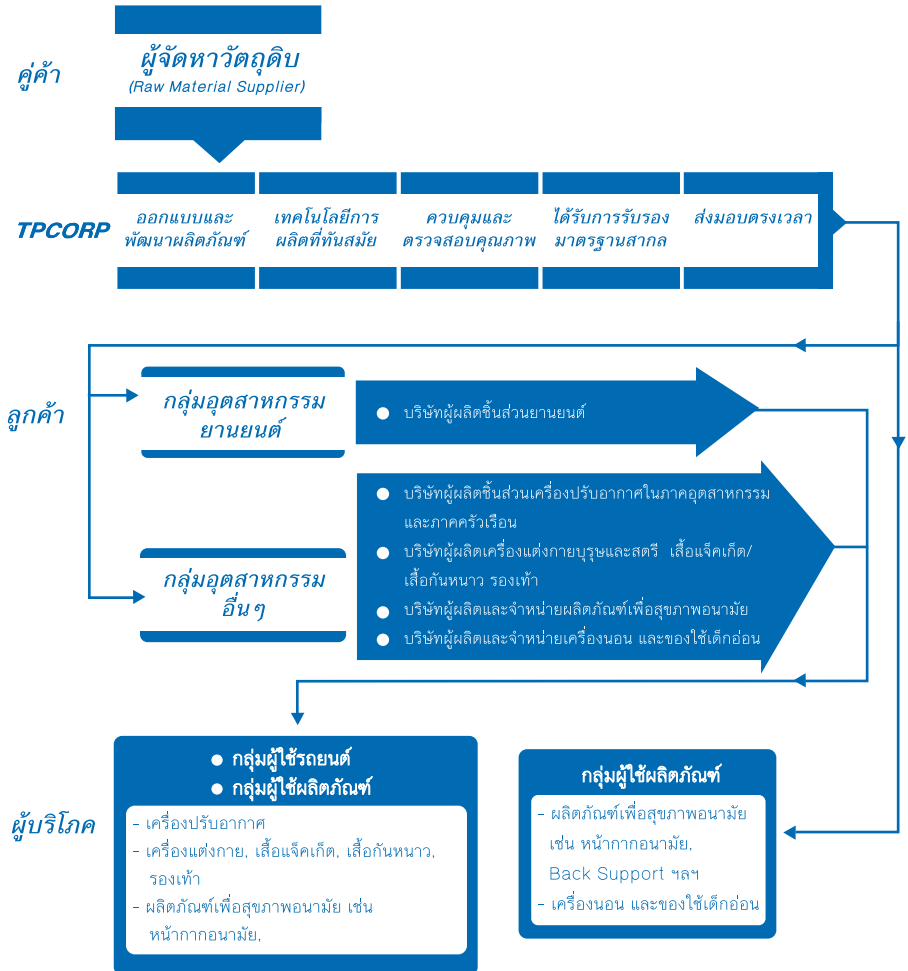 คู่ค้า
ผู้จัดหาวัตถุดิบ
(Raw Material Supplier)
TPCORP
ออกแบบและ
พัฒนาผลิตภัณฑ์
เทคโนโลยีการ
ผลิตที่ทันสมัย
ควบคุมและ
ตรวจสอบคุณภาพ
ได้รับการรับรอง
มาตรฐานสากล
ส่งมอบตรงเวลา
ลูกค้า
กลุ่มอุตสาหกรรม
ยานยนต์
● บริษัทผู้ผลิตชิ้นส่วนยานยนต์
กลุ่มอุตสาหกรรม
อื่นๆ
● บริษัทผู้ผลิตชิ้นส่วนเครื่องปรับอากาศในภาคอุตสาหกรรม
และภาคครัวเรือน
● บริษัทผู้ผลิตเครื่องแต่งกายบุรุษและสตรี เสื้อแจ็คเก็ต/
เสื้อกันหนาว รองเท้า
● บริษัทผู้ผลิตและจำหน่ายผลิตภัณฑ์เพื่อสุขภาพอนามัย
● บริษัทผู้ผลิตและจำหน่ายเครื่องนอน และของใช้เด็กอ่อน
ผู้บริโภค
● กลุ่มผู้ใช้รถยนต์
● กลุ่มผู้ใช้ผลิตภัณฑ์
- เครื่องปรับอากาศ
- เครื่องแต่งกาย, เสื้อแจ็คเก็ต, เสื้อกันหนาว,
รองเท้า
- ผลิตภัณฑ์เพื่อสุขภาพอนามัย เช่น
หน้ากากอนามัย,
กลุ่มผู้ใช้ผลิตภัณฑ์
- ผลิตภัณฑ์เพื่อสุขภาพอนามัย
เช่น หน้ากากอนามัย,
Back Support ฯลฯ
- เครื่องนอน และของใช้เด็กอ่อน